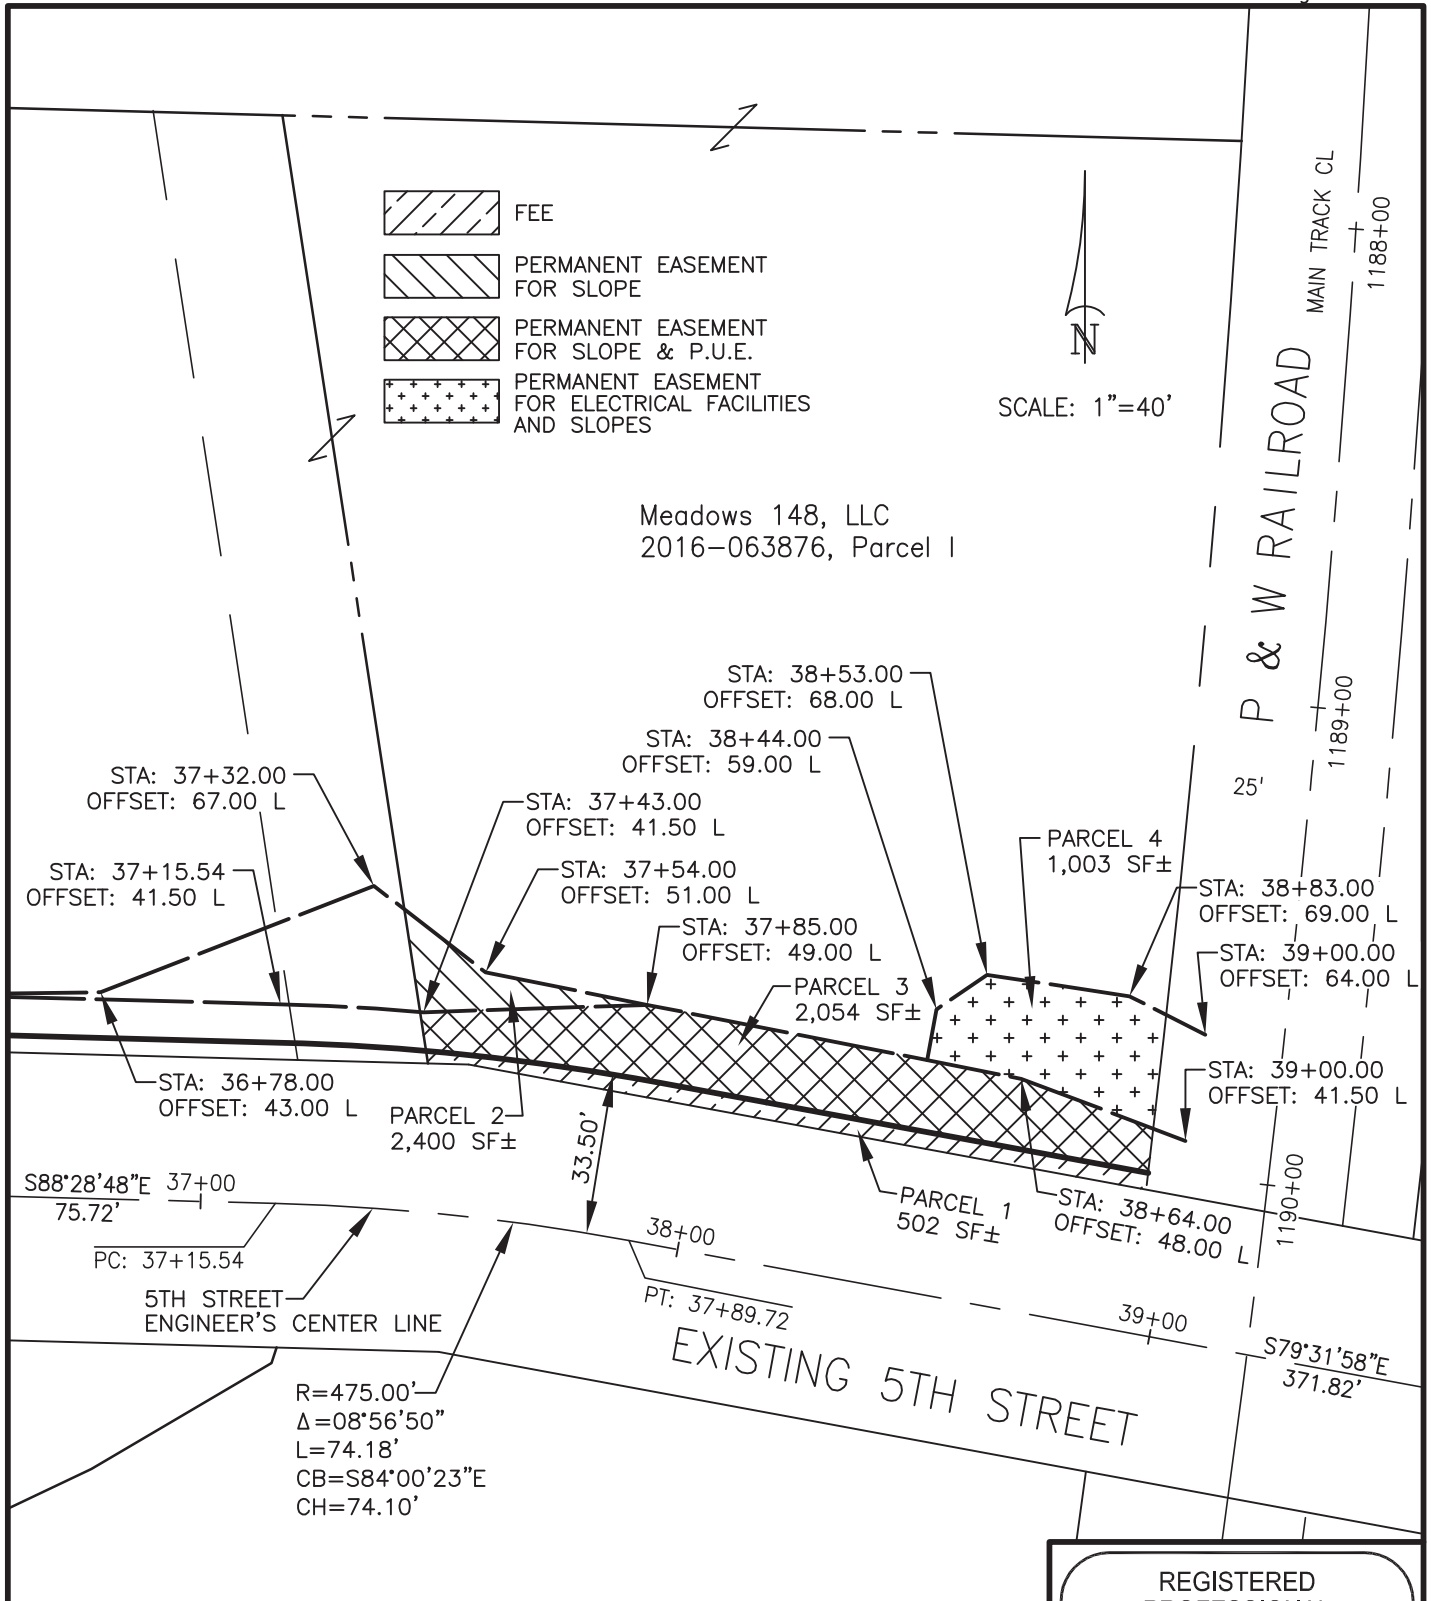 FEE
PERMANENT EASEMENT
FOR SLOPE
PERMANENT EASEMENT
FOR SLOPE & P.U.E.
PERMANENT EASEMENT
FOR ELECTRICAL FACILITIES
AND SLOPES
N
SCALE: 1"=40'
MAIN TRACK CL
1188+00
P & W RAILROAD
1189+00
25'
Meadows 148, LLC
2016-063876, Parcel I
STA: 38+53.00
OFFSET: 68.00 L
STA: 38+44.00
OFFSET: 59.00 L
STA: 37+32.00
OFFSET: 67.00 L
STA: 37+43.00
OFFSET: 41.50 L
STA: 37+15.54
OFFSET: 41.50 L
STA: 37+54.00
OFFSET: 51.00 L
STA: 37+85.00
OFFSET: 49.00 L
PARCEL 4
1,003 SF±
STA: 38+83.00
OFFSET: 69.00 L
STA: 39+00.00
OFFSET: 64.00 L
PARCEL 3
2,054 SF±
STA: 39+00.00
OFFSET: 41.50 L
STA: 36+78.00
OFFSET: 43.00 L
PARCEL 2
2,400 SF±
33.50'
PARCEL 1
502 SF±
STA: 38+64.00
OFFSET: 48.00 L
1190+00
S88°28'48"E
75.72'
37+00
PC: 37+15.54
5TH STREET
ENGINEER'S CENTER LINE
38+00
PT: 37+89.72
39+00
S79°31'58"E
371.82'
EXISTING 5TH STREET
R=475.00'
Δ=08°56'50"
L=74.18'
CB=S84°00'23"E
CH=74.10'
REGISTERED